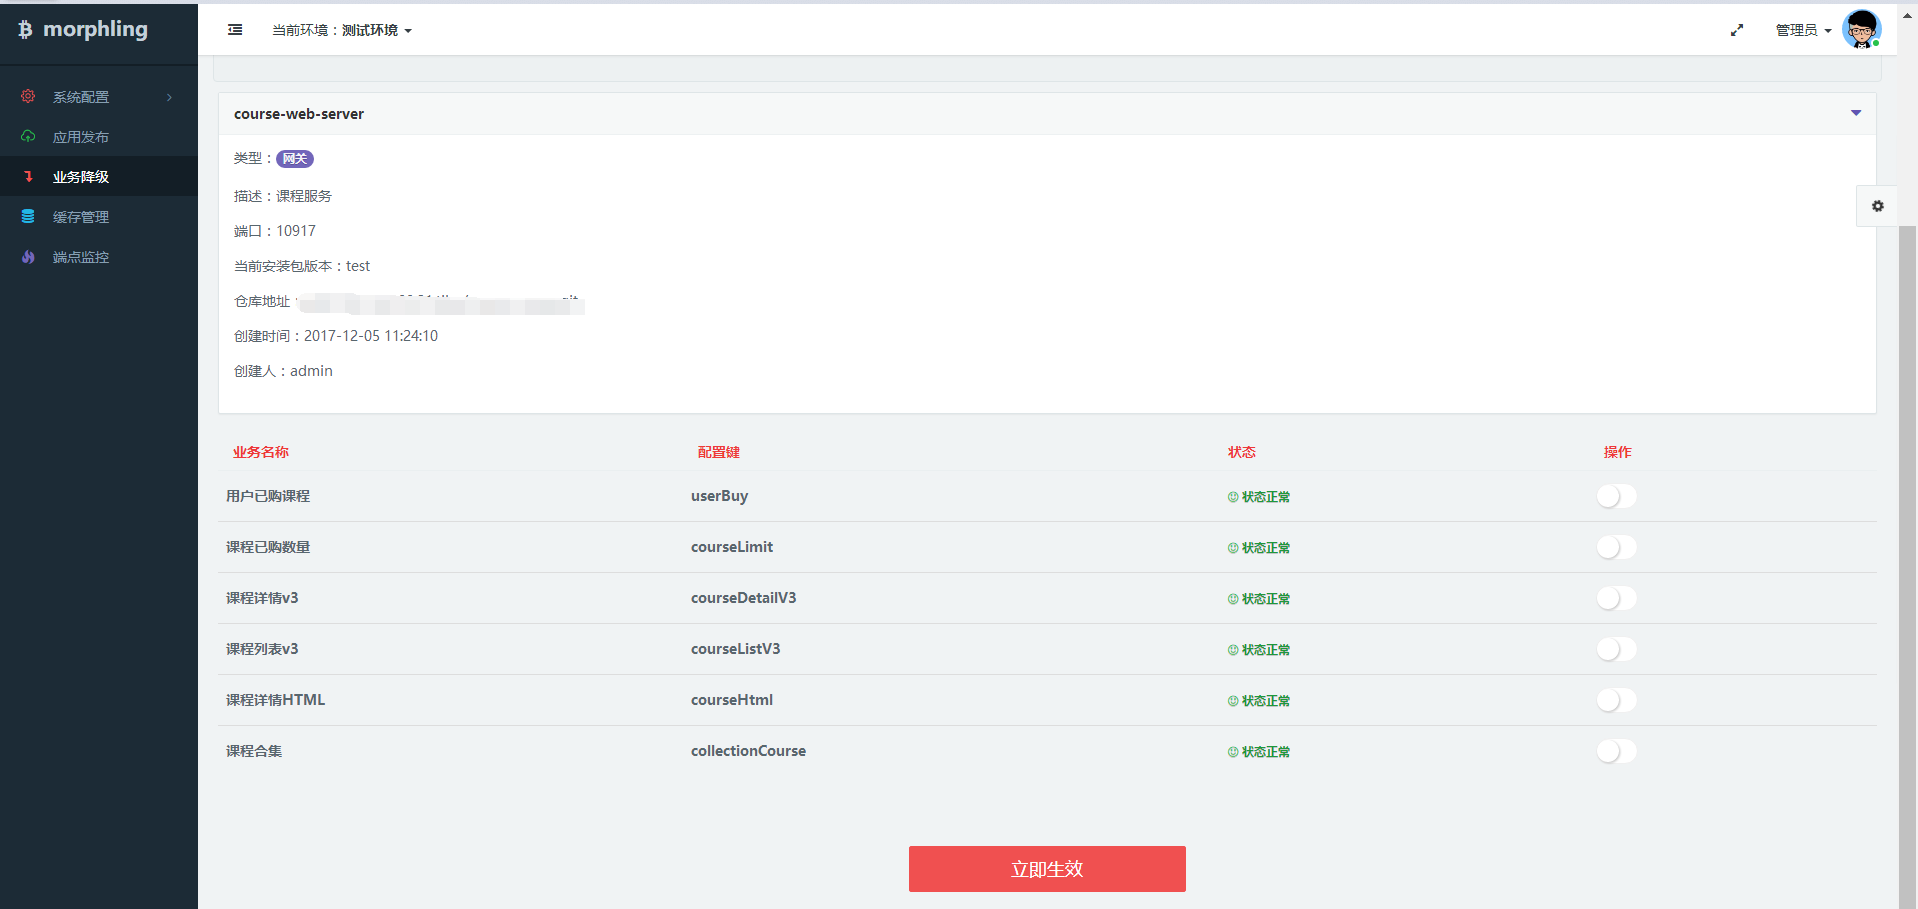 morphling
当前环境：测试环境
管理员
系统配置
应用发布
业务降级
缓存管理
端点监控
course-web-server
类型：网关
描述：课程服务
端口：10917
当前安装包版本：test
仓库地址
创建时间：2017-12-05 11:24:10
创建人：admin
业务名称 配置键 状态 操作
用户已购课程 userBuy 状态正常
课程已购数量 courseLimit 状态正常
课程详情v3 courseDetailV3 状态正常
课程列表v3 courseListV3 状态正常
课程详情HTML courseHtml 状态正常
课程合集 collectionCourse 状态正常
立即生效